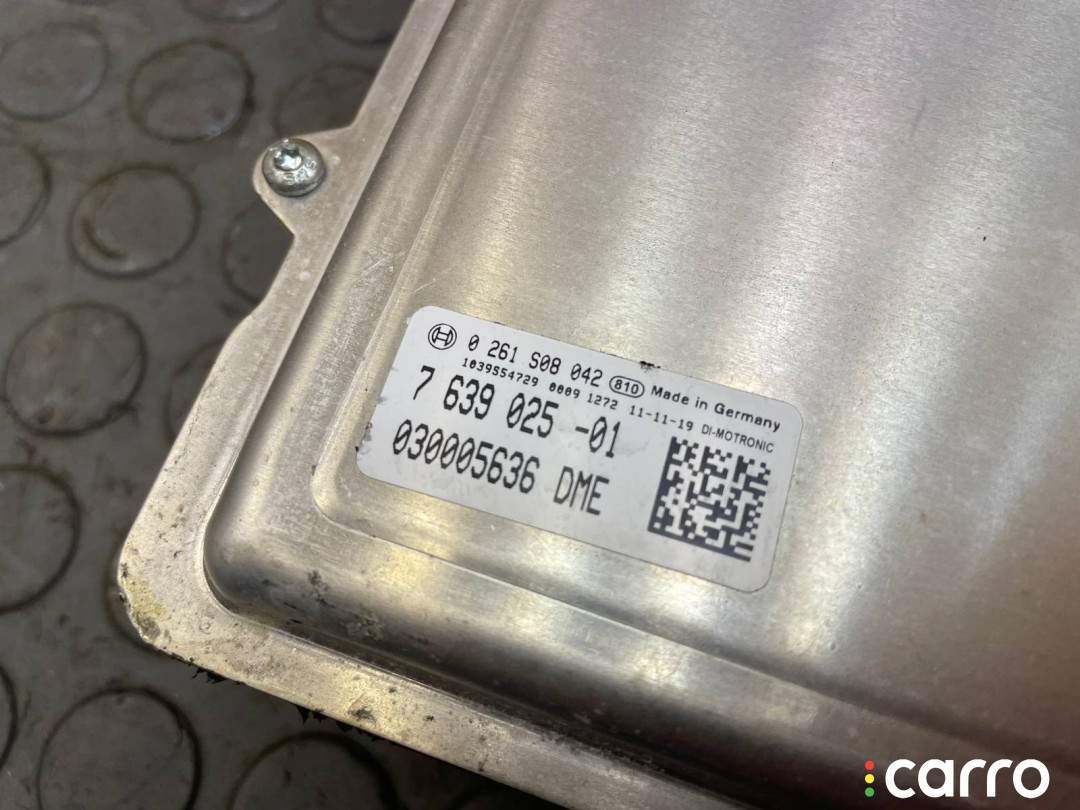 0 261 S08 042 810 Made in Germany
1039554729 0009 1272 11-11-19 DI-MOTRONIC
7 639 025 -01
030005636 DME
carro